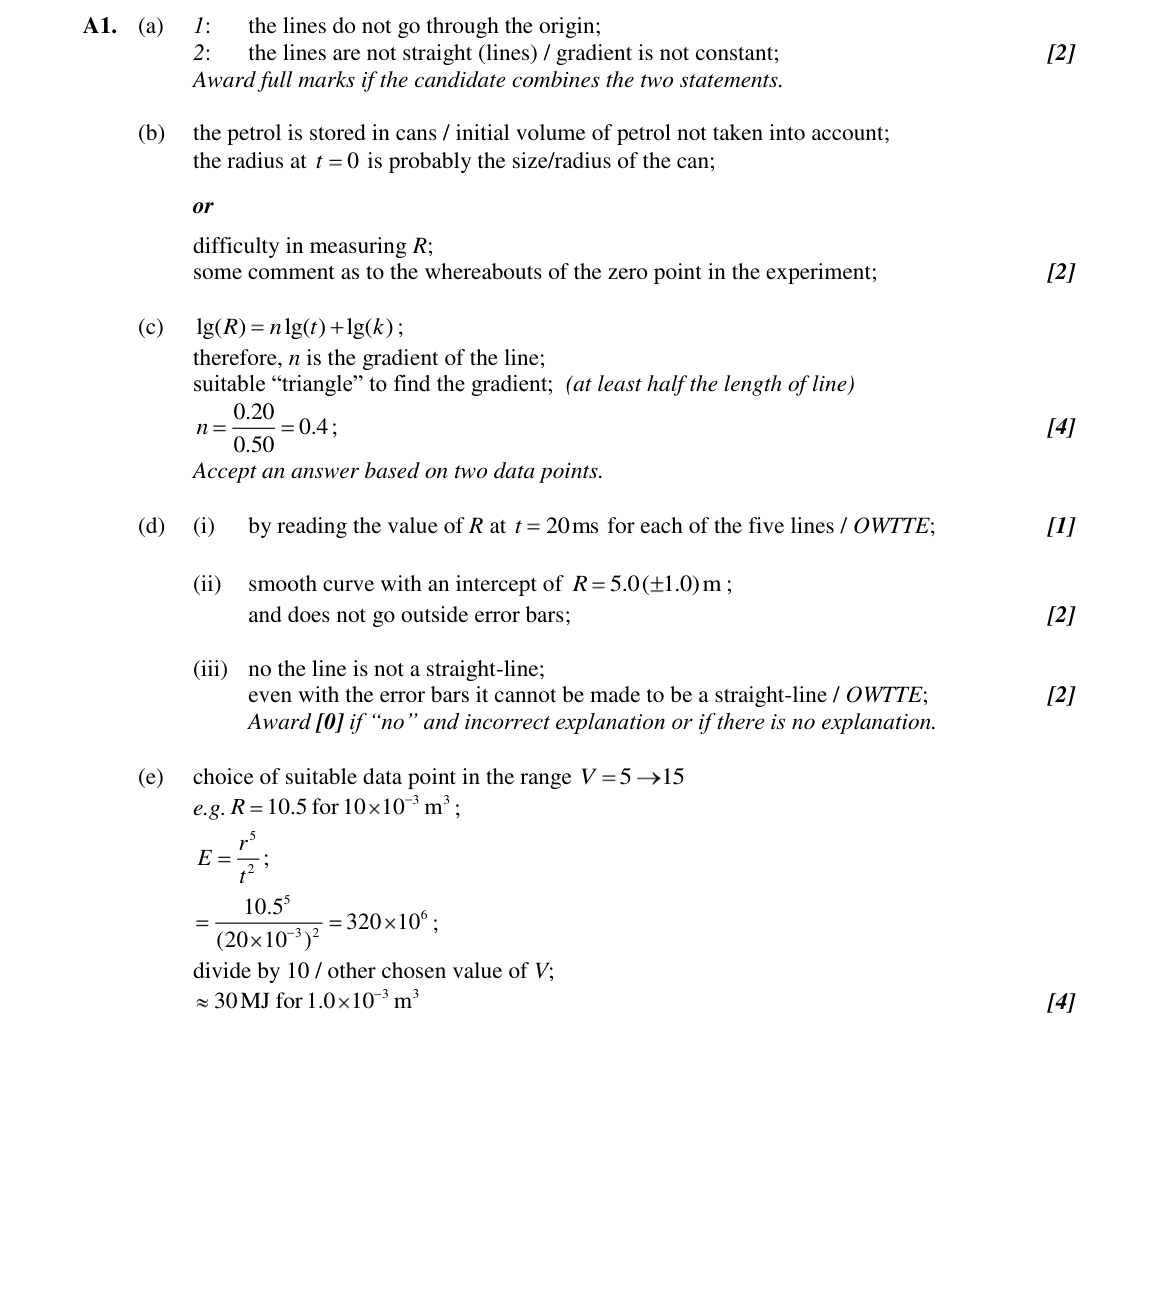 A1. (a) 1: the lines do not go through the origin;
2: the lines are not straight (lines) / gradient is not constant; [2]
Award full marks if the candidate combines the two statements.
(b) the petrol is stored in cans / initial volume of petrol not taken into account;
the radius at t = 0 is probably the size/radius of the can;
or
difficulty in measuring R;
some comment as to the whereabouts of the zero point in the experiment; [2]
(c) lg(R) = n lg(t) + lg(k);
therefore, n is the gradient of the line;
suitable “triangle” to find the gradient; (at least half the length of line)
n = 0.20/0.50 = 0.4; [4]
Accept an answer based on two data points.
(d) (i) by reading the value of R at t = 20 ms for each of the five lines / OWTTE; [1]
(ii) smooth curve with an intercept of R = 5.0(±1.0) m;
and does not go outside error bars; [2]
(iii) no the line is not a straight-line;
even with the error bars it cannot be made to be a straight-line / OWTTE; [2]
Award [0] if “no” and incorrect explanation or if there is no explanation.
(e) choice of suitable data point in the range V = 5 → 15
e.g. R = 10.5 for 10×10⁻³ m³;
E = r⁵/t²;
= 10.5⁵/(20×10⁻³)² = 320×10⁶;
divide by 10 / other chosen value of V;
≈ 30 MJ for 1.0×10⁻³ m³ [4]